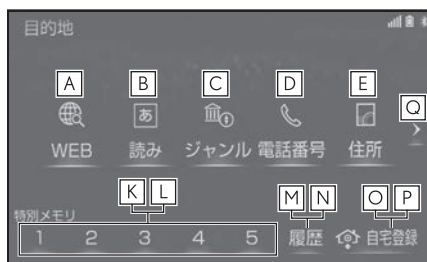 目的地
A B C D E
あ
Q
WEB 読み ジャンル 電話番号 住所
K L M N O P
特別メモリ
1 2 3 4 5 履歴 自宅登録